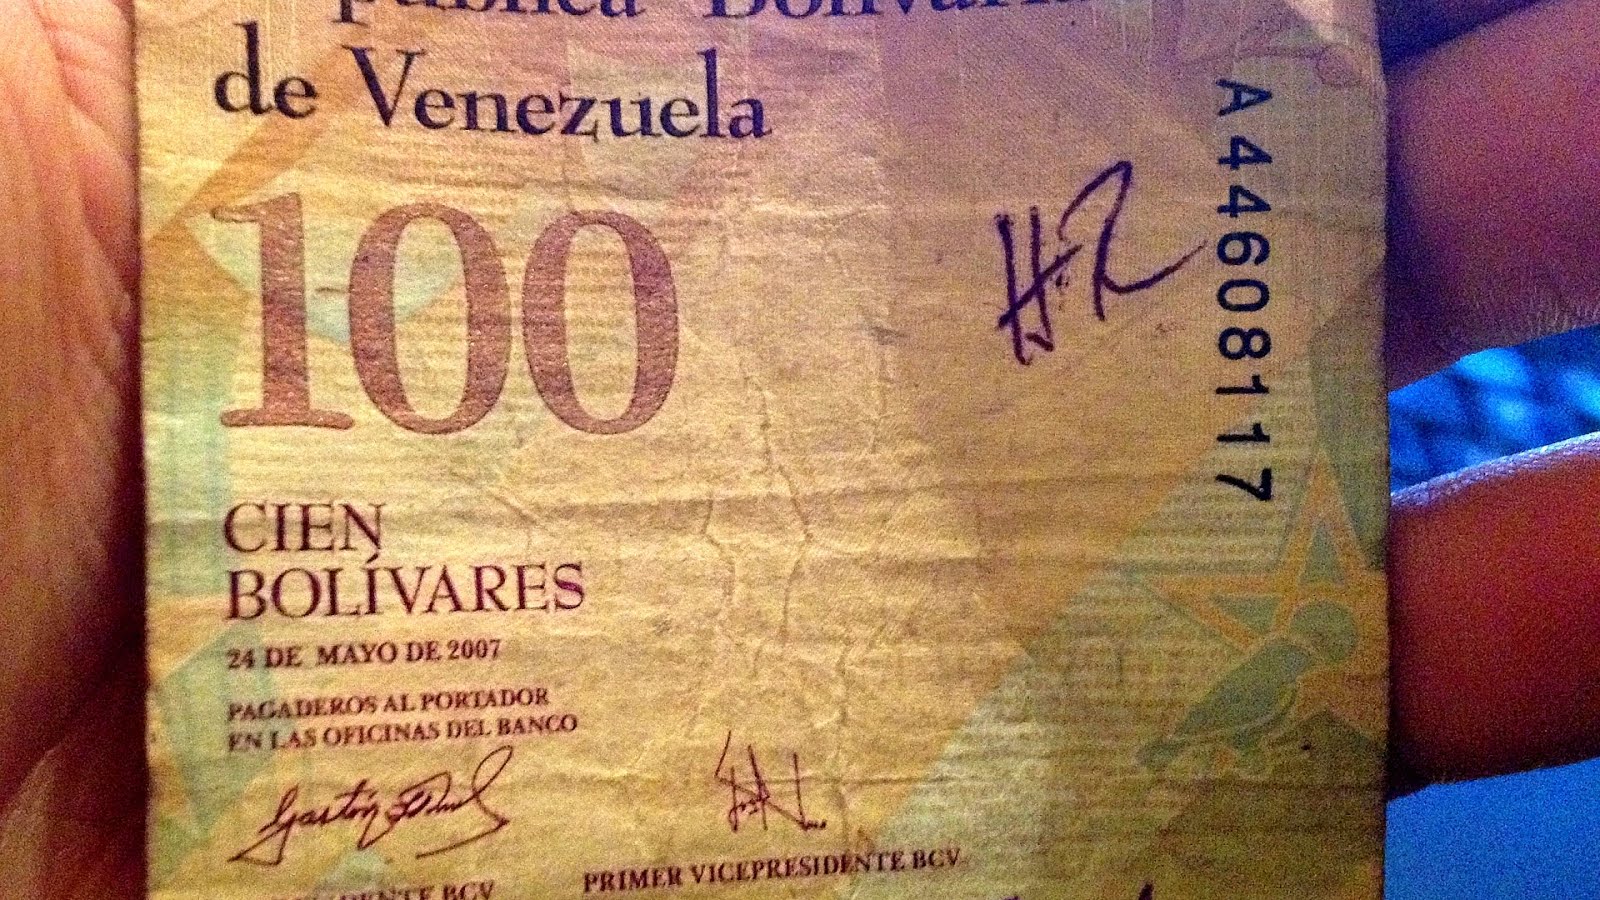 de Venezuela
100
CIEN
BOLÍVARES
24 DE MAYO DE 2007
PAGADEROS AL PORTADOR
EN LAS OFICINAS DEL BANCO
PRIMER VICEPRESIDENTE BCV
BCV
A44608117
H.R